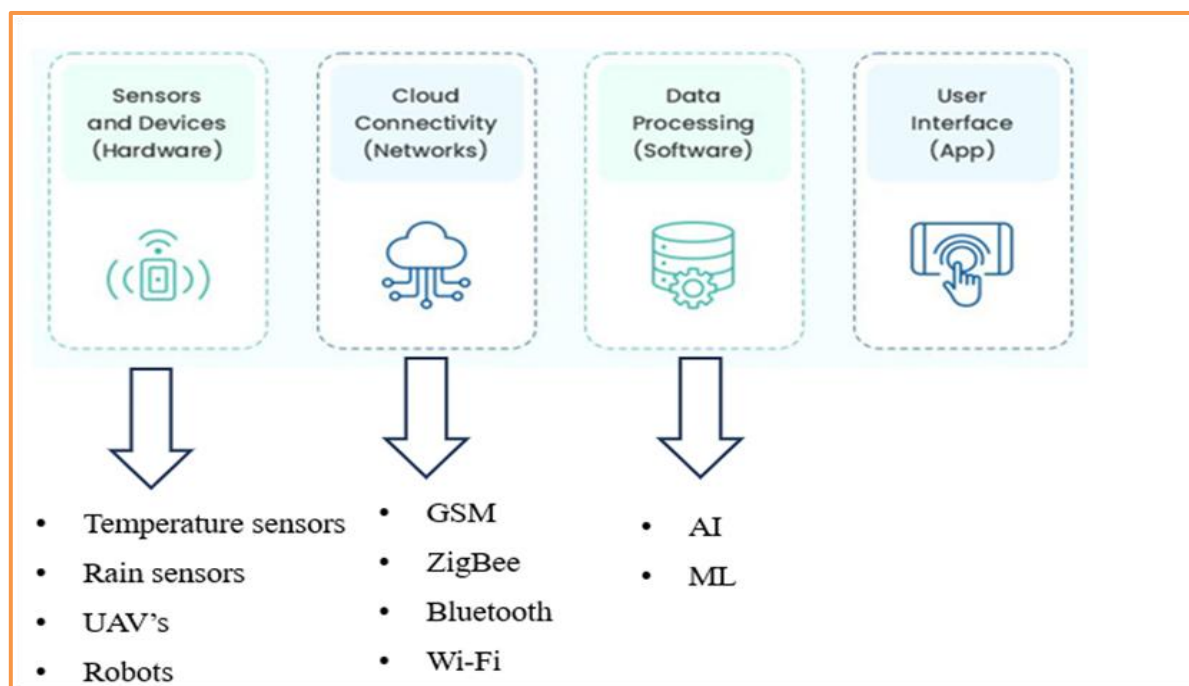 Sensors
and Devices
(Hardware)
Cloud
Connectivity
(Networks)
Data
Processing
(Software)
User
Interface
(App)
• Temperature sensors
• Rain sensors
• UAV's
• Robots
• GSM
• ZigBee
• Bluetooth
• Wi-Fi
• AI
• ML